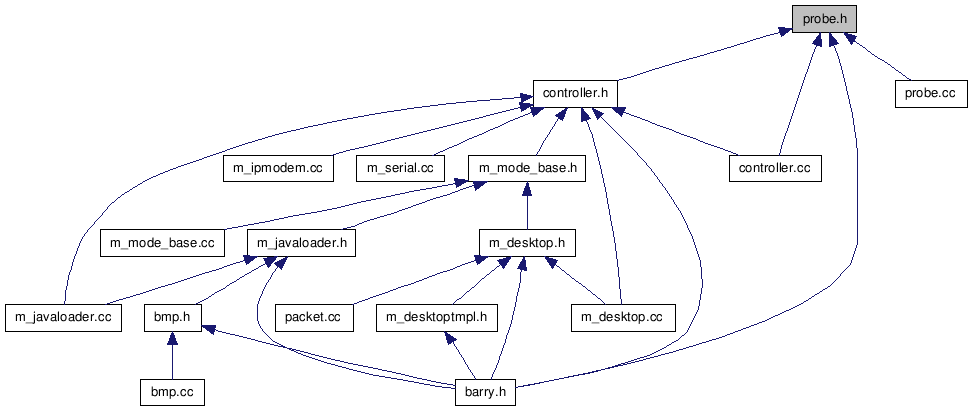 probe.h
controller.h
probe.cc
m_ipmodem.cc
m_serial.cc
m_mode_base.h
controller.cc
m_mode_base.cc
m_javaloader.h
m_desktop.h
m_javaloader.cc
bmp.h
packet.cc
m_desktoptmpl.h
m_desktop.cc
bmp.cc
barry.h